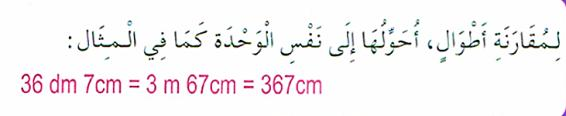 لِمُقَارَنَةِ أَطْوَالٍ، أُحَوِّلُهَا إِلَى نَفْسِ الْوَحْدَة كَمَا فِي الْمِثَال :
36 dm 7cm = 3 m 67cm = 367cm